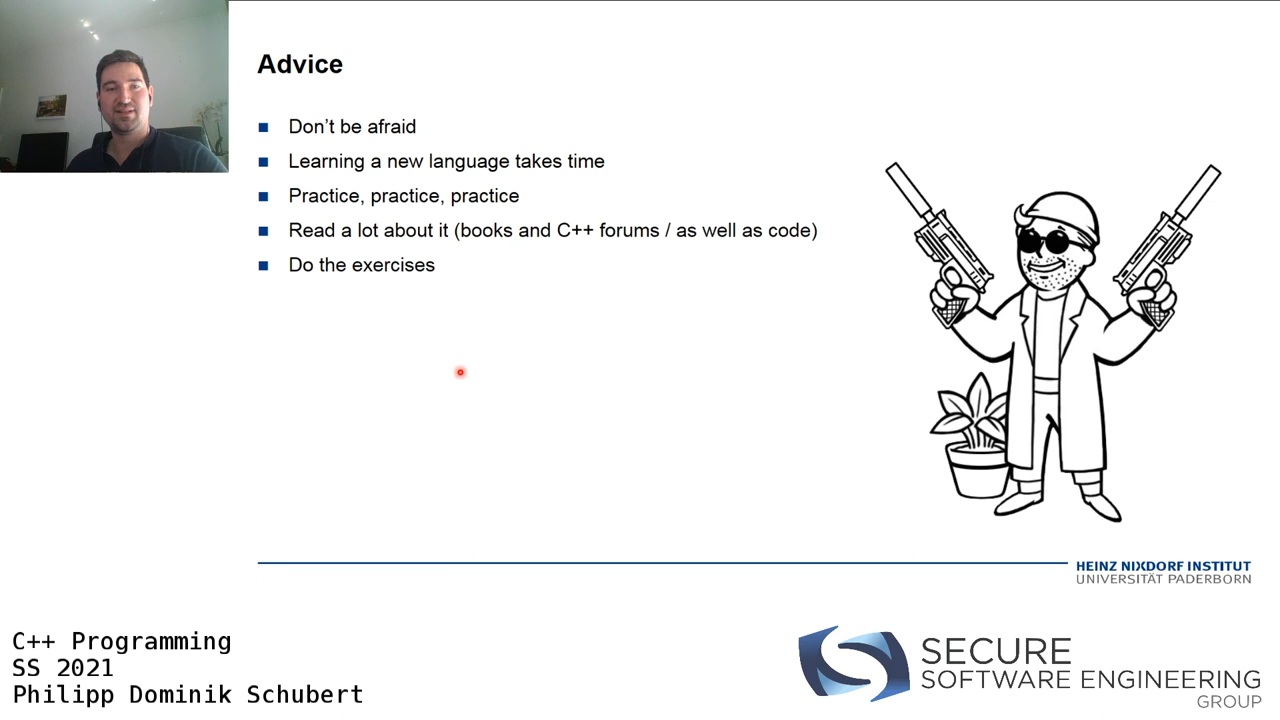 Advice
Don't be afraid
Learning a new language takes time
Practice, practice, practice
Read a lot about it (books and C++ forums / as well as code)
Do the exercises
HEINZ NIXDORF INSTITUT
UNIVERSITÄT PADERBORN
C++ Programming
SS 2021
Philipp Dominik Schubert
SECURE
SOFTWARE ENGINEERING
GROUP